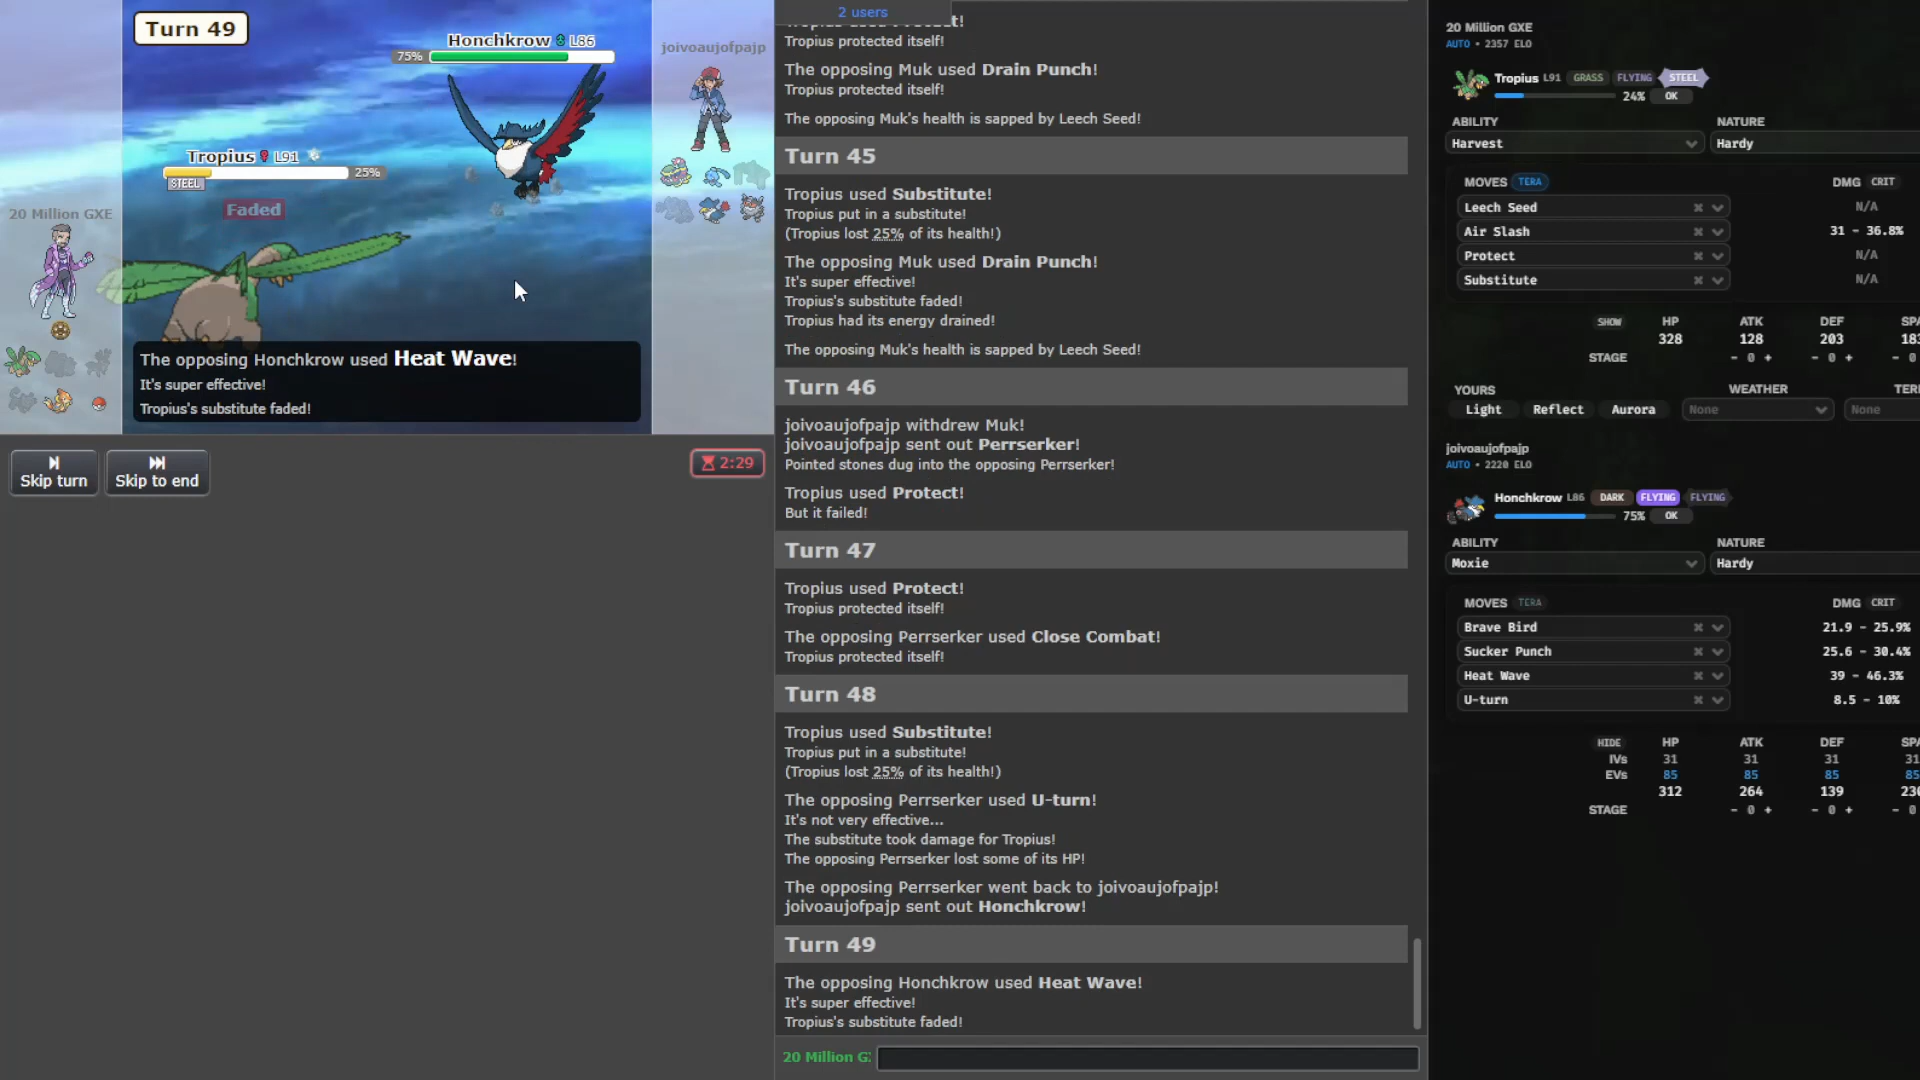 Turn 49
Honchkrow L86
75%
Tropius L91
25%
STEEL
Faded
20 Million GXE
joivoaujofpajp
The opposing Honchkrow used Heat Wave!
It's super effective!
Tropius's substitute faded!
Skip turn
Skip to end
2:29
2 users
Tropius protected itself!
The opposing Muk used Drain Punch!
Tropius protected itself!
The opposing Muk's health is sapped by Leech Seed!
Turn 45
Tropius used Substitute!
Tropius put in a substitute!
(Tropius lost 25% of its health!)
The opposing Muk used Drain Punch!
It's super effective!
Tropius's substitute faded!
Tropius had its energy drained!
The opposing Muk's health is sapped by Leech Seed!
Turn 46
joivoaujofpajp withdrew Muk!
joivoaujofpajp sent out Perrserker!
Pointed stones dug into the opposing Perrserker!
Tropius used Protect!
But it failed!
Turn 47
Tropius used Protect!
Tropius protected itself!
The opposing Perrserker used Close Combat!
Tropius protected itself!
Turn 48
Tropius used Substitute!
Tropius put in a substitute!
(Tropius lost 25% of its health!)
The opposing Perrserker used U-turn!
It's not very effective...
The substitute took damage for Tropius!
The opposing Perrserker lost some of its HP!
The opposing Perrserker went back to joivoaujofpajp!
joivoaujofpajp sent out Honchkrow!
Turn 49
The opposing Honchkrow used Heat Wave!
It's super effective!
Tropius's substitute faded!
20 Million G
20 Million GXE
AUTO • 2357 ELO
Tropius L91 GRASS FLYING STEEL
24% OK
ABILITY NATURE
Harvest Hardy
MOVES TERA DMG CRIT
Leech Seed N/A
Air Slash 31 - 36.8%
Protect N/A
Substitute N/A
SHOW HP ATK DEF SPA
328 128 203 183
STAGE - 0 + - 0 + - 0
YOURS WEATHER TER
Light Reflect Aurora None None
joivoaujofpajp
AUTO • 2220 ELO
Honchkrow L86 DARK FLYING FLYING
75% OK
ABILITY NATURE
Moxie Hardy
MOVES TERA DMG CRIT
Brave Bird 21.9 - 25.9%
Sucker Punch 25.6 - 30.4%
Heat Wave 39 - 46.3%
U-turn 8.5 - 10%
HIDE HP ATK DEF SPA
IVs 31 31 31 31
EVs 85 85 85 85
312 264 139 230
STAGE - 0 + - 0 + - 0